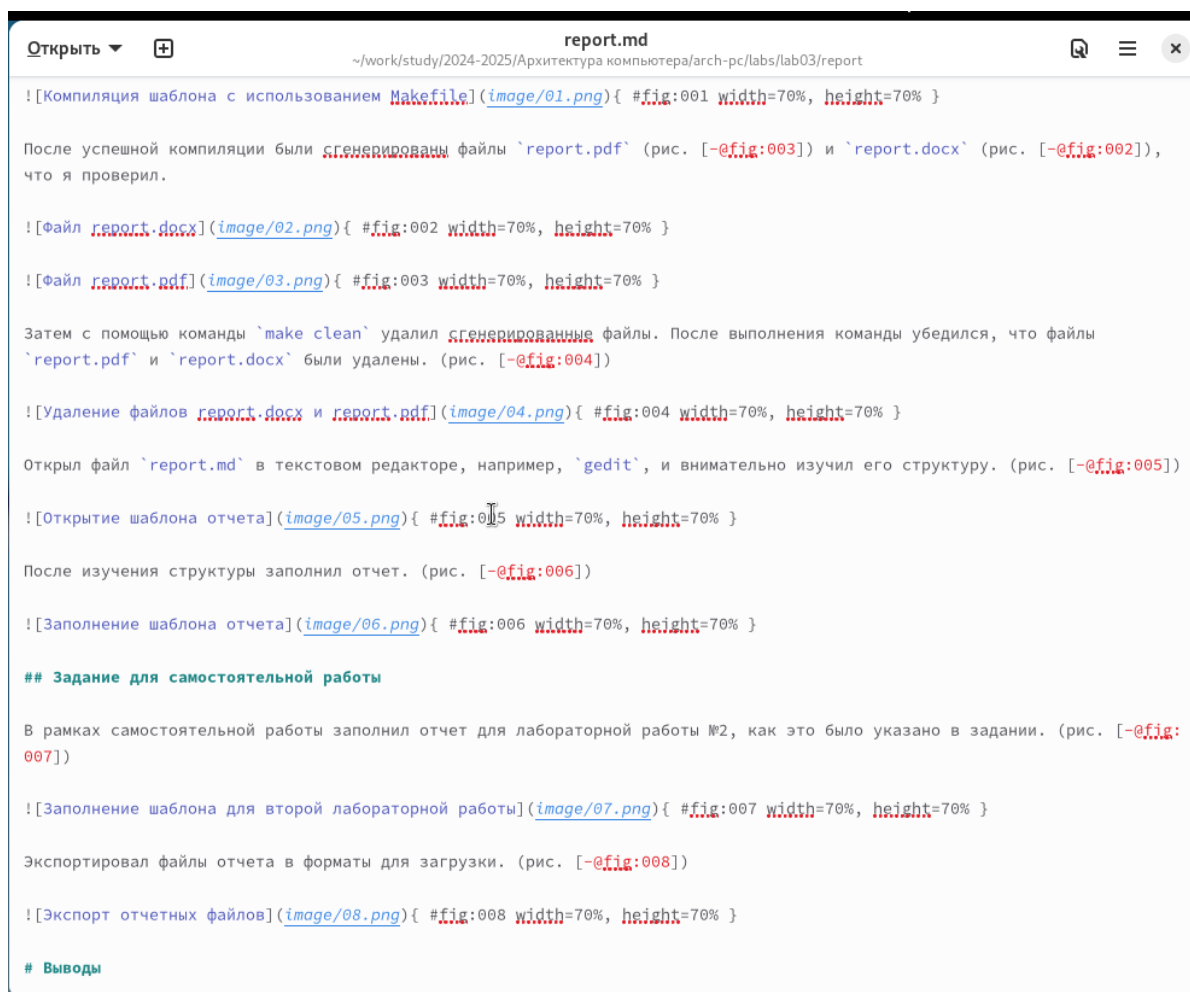 Открыть
report.md
~/work/study/2024-2025/Архитектура компьютера/arch-pc/labs/lab03/report
![Компиляция шаблона с использованием Makefile](image/01.png){ #fig:001 width=70%, height=70% }
После успешной компиляции были сгенерированы файлы `report.pdf` (рис. [-@fig:003]) и `report.docx` (рис. [-@fig:002]),
что я проверил.
![Файл report.docx](image/02.png){ #fig:002 width=70%, height=70% }
![Файл report.pdf](image/03.png){ #fig:003 width=70%, height=70% }
Затем с помощью команды `make clean` удалил сгенерированные файлы. После выполнения команды убедился, что файлы
`report.pdf` и `report.docx` были удалены. (рис. [-@fig:004])
![Удаление файлов report.docx и report.pdf](image/04.png){ #fig:004 width=70%, height=70% }
Открыл файл `report.md` в текстовом редакторе, например, `gedit`, и внимательно изучил его структуру. (рис. [-@fig:005])
![Открытие шаблона отчета](image/05.png){ #fig:005 width=70%, height=70% }
После изучения структуры заполнил отчет. (рис. [-@fig:006])
![Заполнение шаблона отчета](image/06.png){ #fig:006 width=70%, height=70% }
## Задание для самостоятельной работы
В рамках самостоятельной работы заполнил отчет для лабораторной работы №2, как это было указано в задании. (рис. [-@fig:
007])
![Заполнение шаблона для второй лабораторной работы](image/07.png){ #fig:007 width=70%, height=70% }
Экспортировал файлы отчета в форматы для загрузки. (рис. [-@fig:008])
![Экспорт отчетных файлов](image/08.png){ #fig:008 width=70%, height=70% }
# Выводы